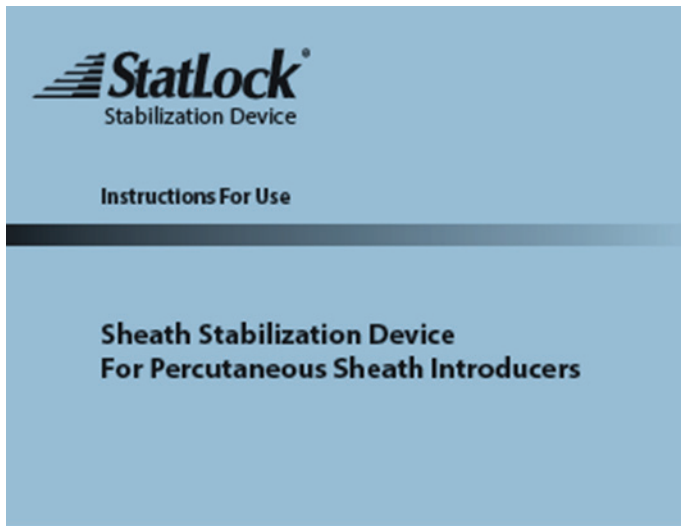 StatLock®
Stabilization Device
Instructions For Use
Sheath Stabilization Device
For Percutaneous Sheath Introducers